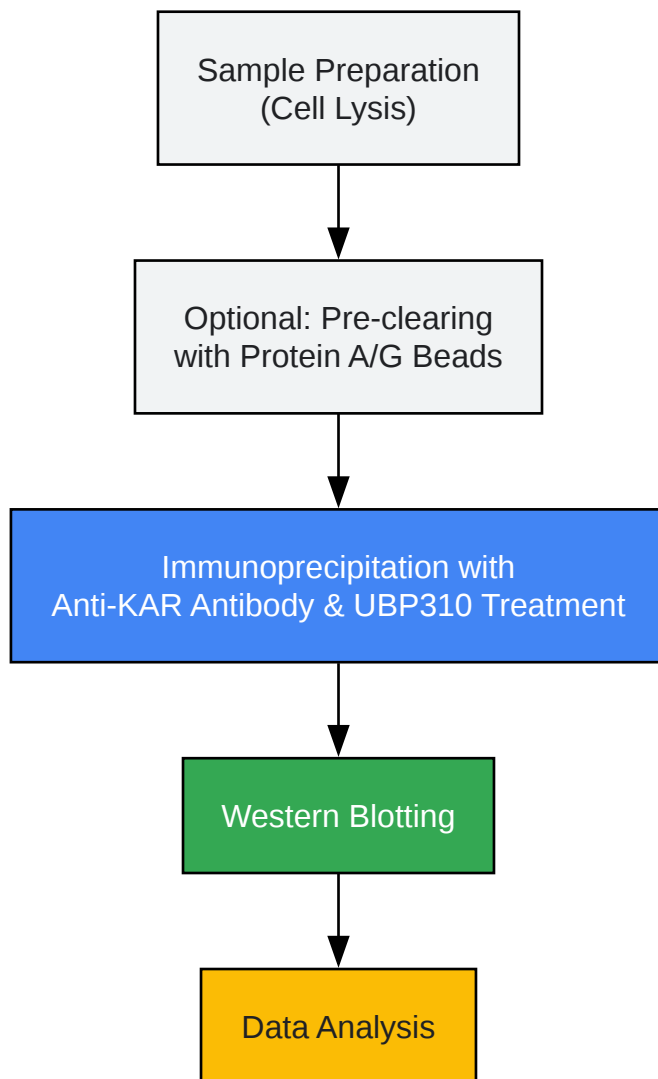 Sample Preparation
(Cell Lysis)
Optional: Pre-clearing
with Protein A/G Beads
Immunoprecipitation with
Anti-KAR Antibody & UBP310 Treatment
Western Blotting
Data Analysis